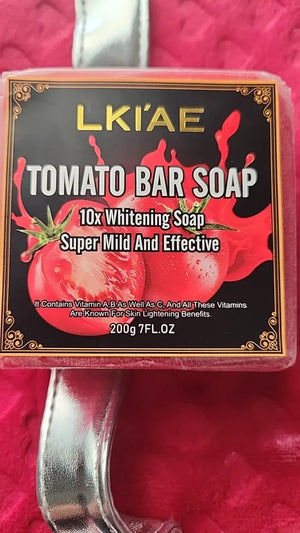 LKI'AE
TOMATO BAR SOAP
10x Whitening Soap
Super Mild And Effective
It Contains Vitamin A,B As Well As C, And All These Vitamins
Are Known For Skin Lightening Benefits.
200g 7FL.OZ